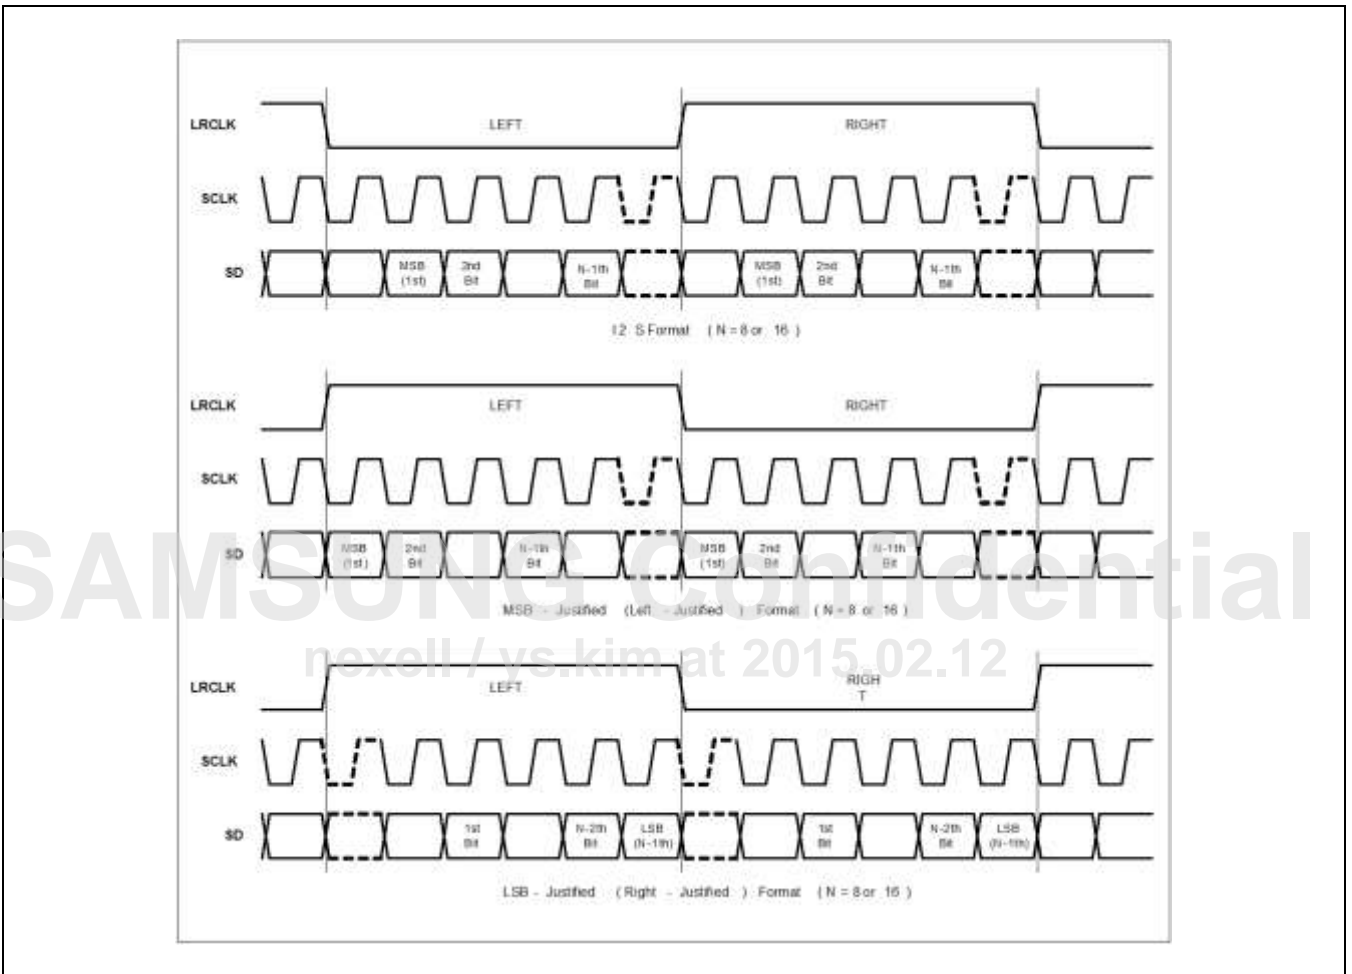 LRCLK LEFT RIGHT
SCLK
SD MSB (1st) 2nd Bit N-1th Bit MSB (1st) 2nd Bit N-1th Bit
I2 S Format ( N = 8 or 16 )
LRCLK LEFT RIGHT
SCLK
SD MSB (1st) 2nd Bit N-1th Bit MSB (1st) 2nd Bit N-1th Bit
SAMSUNG Confidential
MSB - Justified (Left - Justified ) Format ( N = 8 or 16 )
nexell / ys.kim at 2015.02.12
LRCLK LEFT RIGH
T
SCLK
SD 1st Bit N-2th Bit LSB (N-1th) 1st Bit N-2th Bit LSB (N-1th)
LSB - Justified ( Right - Justified ) Format ( N = 8 or 16 )